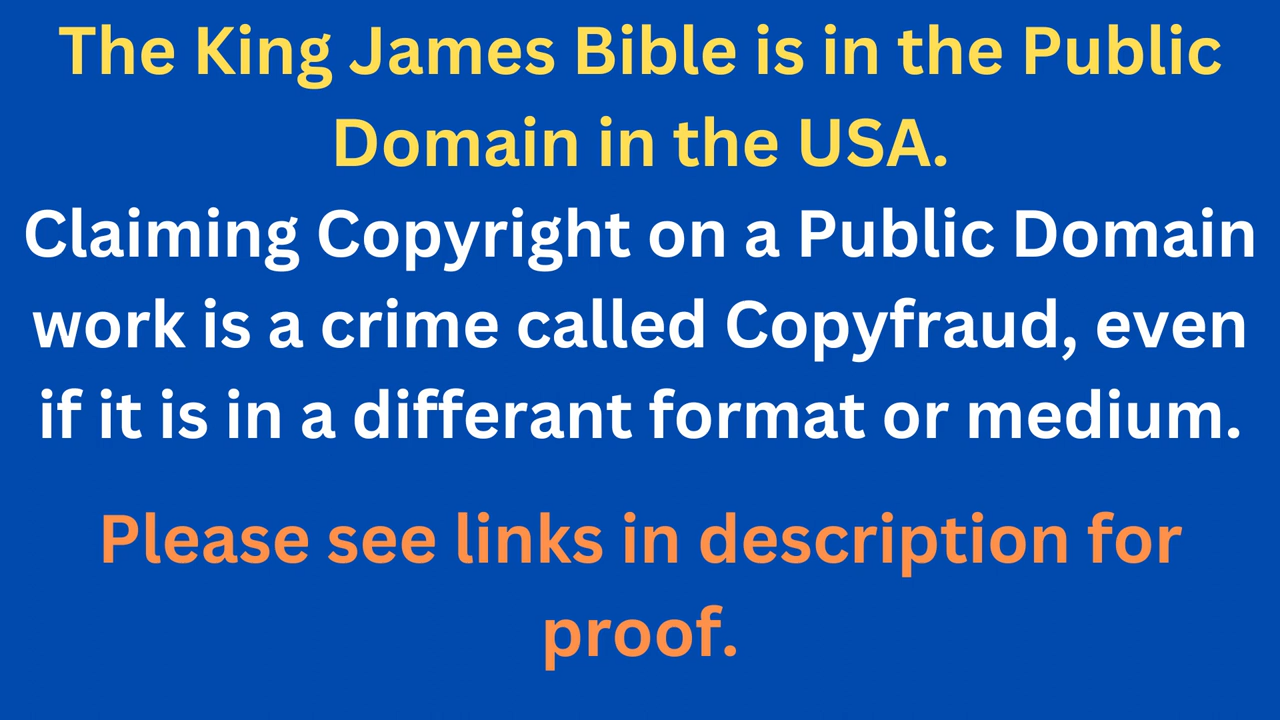 The King James Bible is in the Public
Domain in the USA.
Claiming Copyright on a Public Domain
work is a crime called Copyfraud, even
if it is in a differant format or medium.
Please see links in description for
proof.